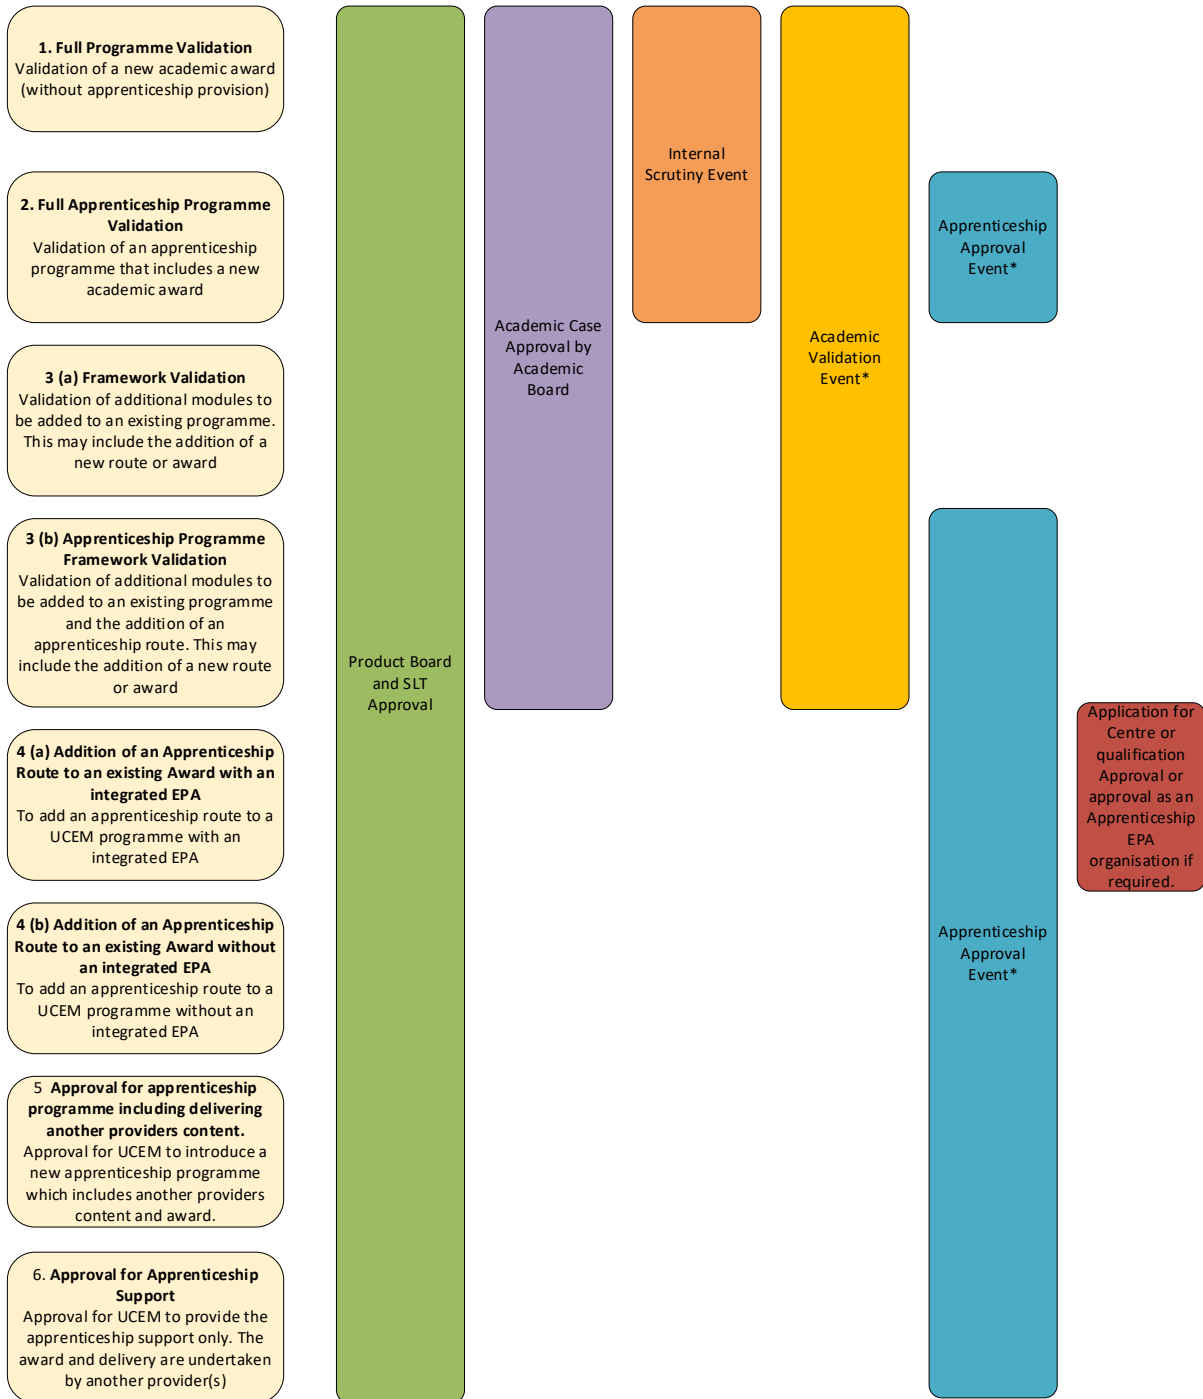 1. Full Programme Validation
Validation of a new academic award
(without apprenticeship provision)
2. Full Apprenticeship Programme
Validation
Validation of an apprenticeship
programme that includes a new
academic award
3 (a) Framework Validation
Validation of additional modules to
be added to an existing programme.
This may include the addition of a
new route or award
3 (b) Apprenticeship Programme
Framework Validation
Validation of additional modules to
be added to an existing programme
and the addition of an
apprenticeship route. This may
include the addition of a new route
or award
4 (a) Addition of an Apprenticeship
Route to an existing Award with an
integrated EPA
To add an apprenticeship route to a
UCEM programme with an
integrated EPA
4 (b) Addition of an Apprenticeship
Route to an existing Award without
an integrated EPA
To add an apprenticeship route to a
UCEM programme without an
integrated EPA
5 Approval for apprenticeship
programme including delivering
another providers content.
Approval for UCEM to introduce a
new apprenticeship programme
which includes another providers
content and award.
6. Approval for Apprenticeship
Support
Approval for UCEM to provide the
apprenticeship support only. The
award and delivery are undertaken
by another provider(s)
Product Board
and SLT
Approval
Academic Case
Approval by
Academic
Board
Internal
Scrutiny Event
Academic
Validation
Event*
Apprenticeship
Approval
Event*
Apprenticeship
Approval
Event*
Application for
Centre or
qualification
Approval or
approval as an
Apprenticeship
EPA
organisation if
required.